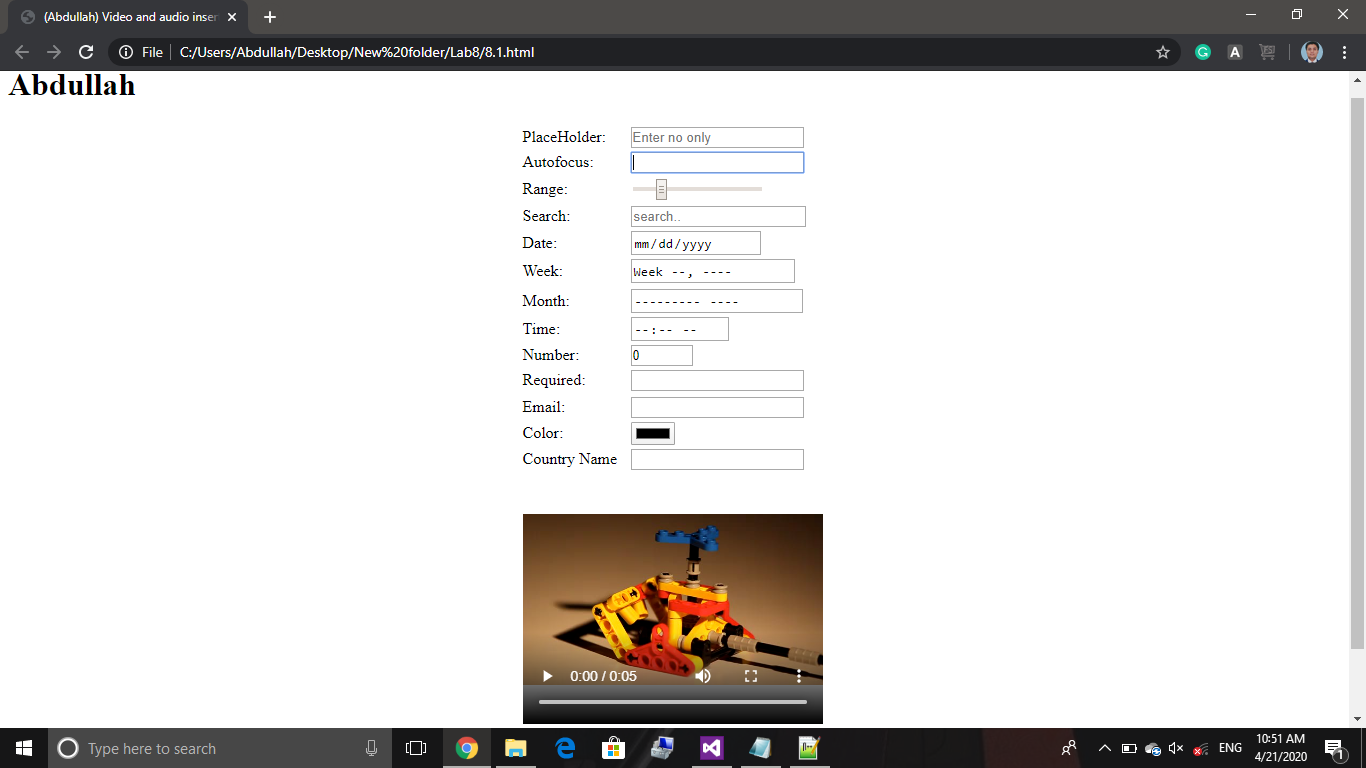 (Abdullah) Video and audio inser
File C:/Users/Abdullah/Desktop/New%20folder/Lab8/8.1.html
Abdullah
PlaceHolder: Enter no only
Autofocus:
Range:
Search: search..
Date: mm/dd/yyyy
Week: Week --, ----
Month: --------- ----
Time: --:-- --
Number: 0
Required:
Email:
Color:
Country Name
0:00 / 0:05
Type here to search
ENG
10:51 AM
4/21/2020
1